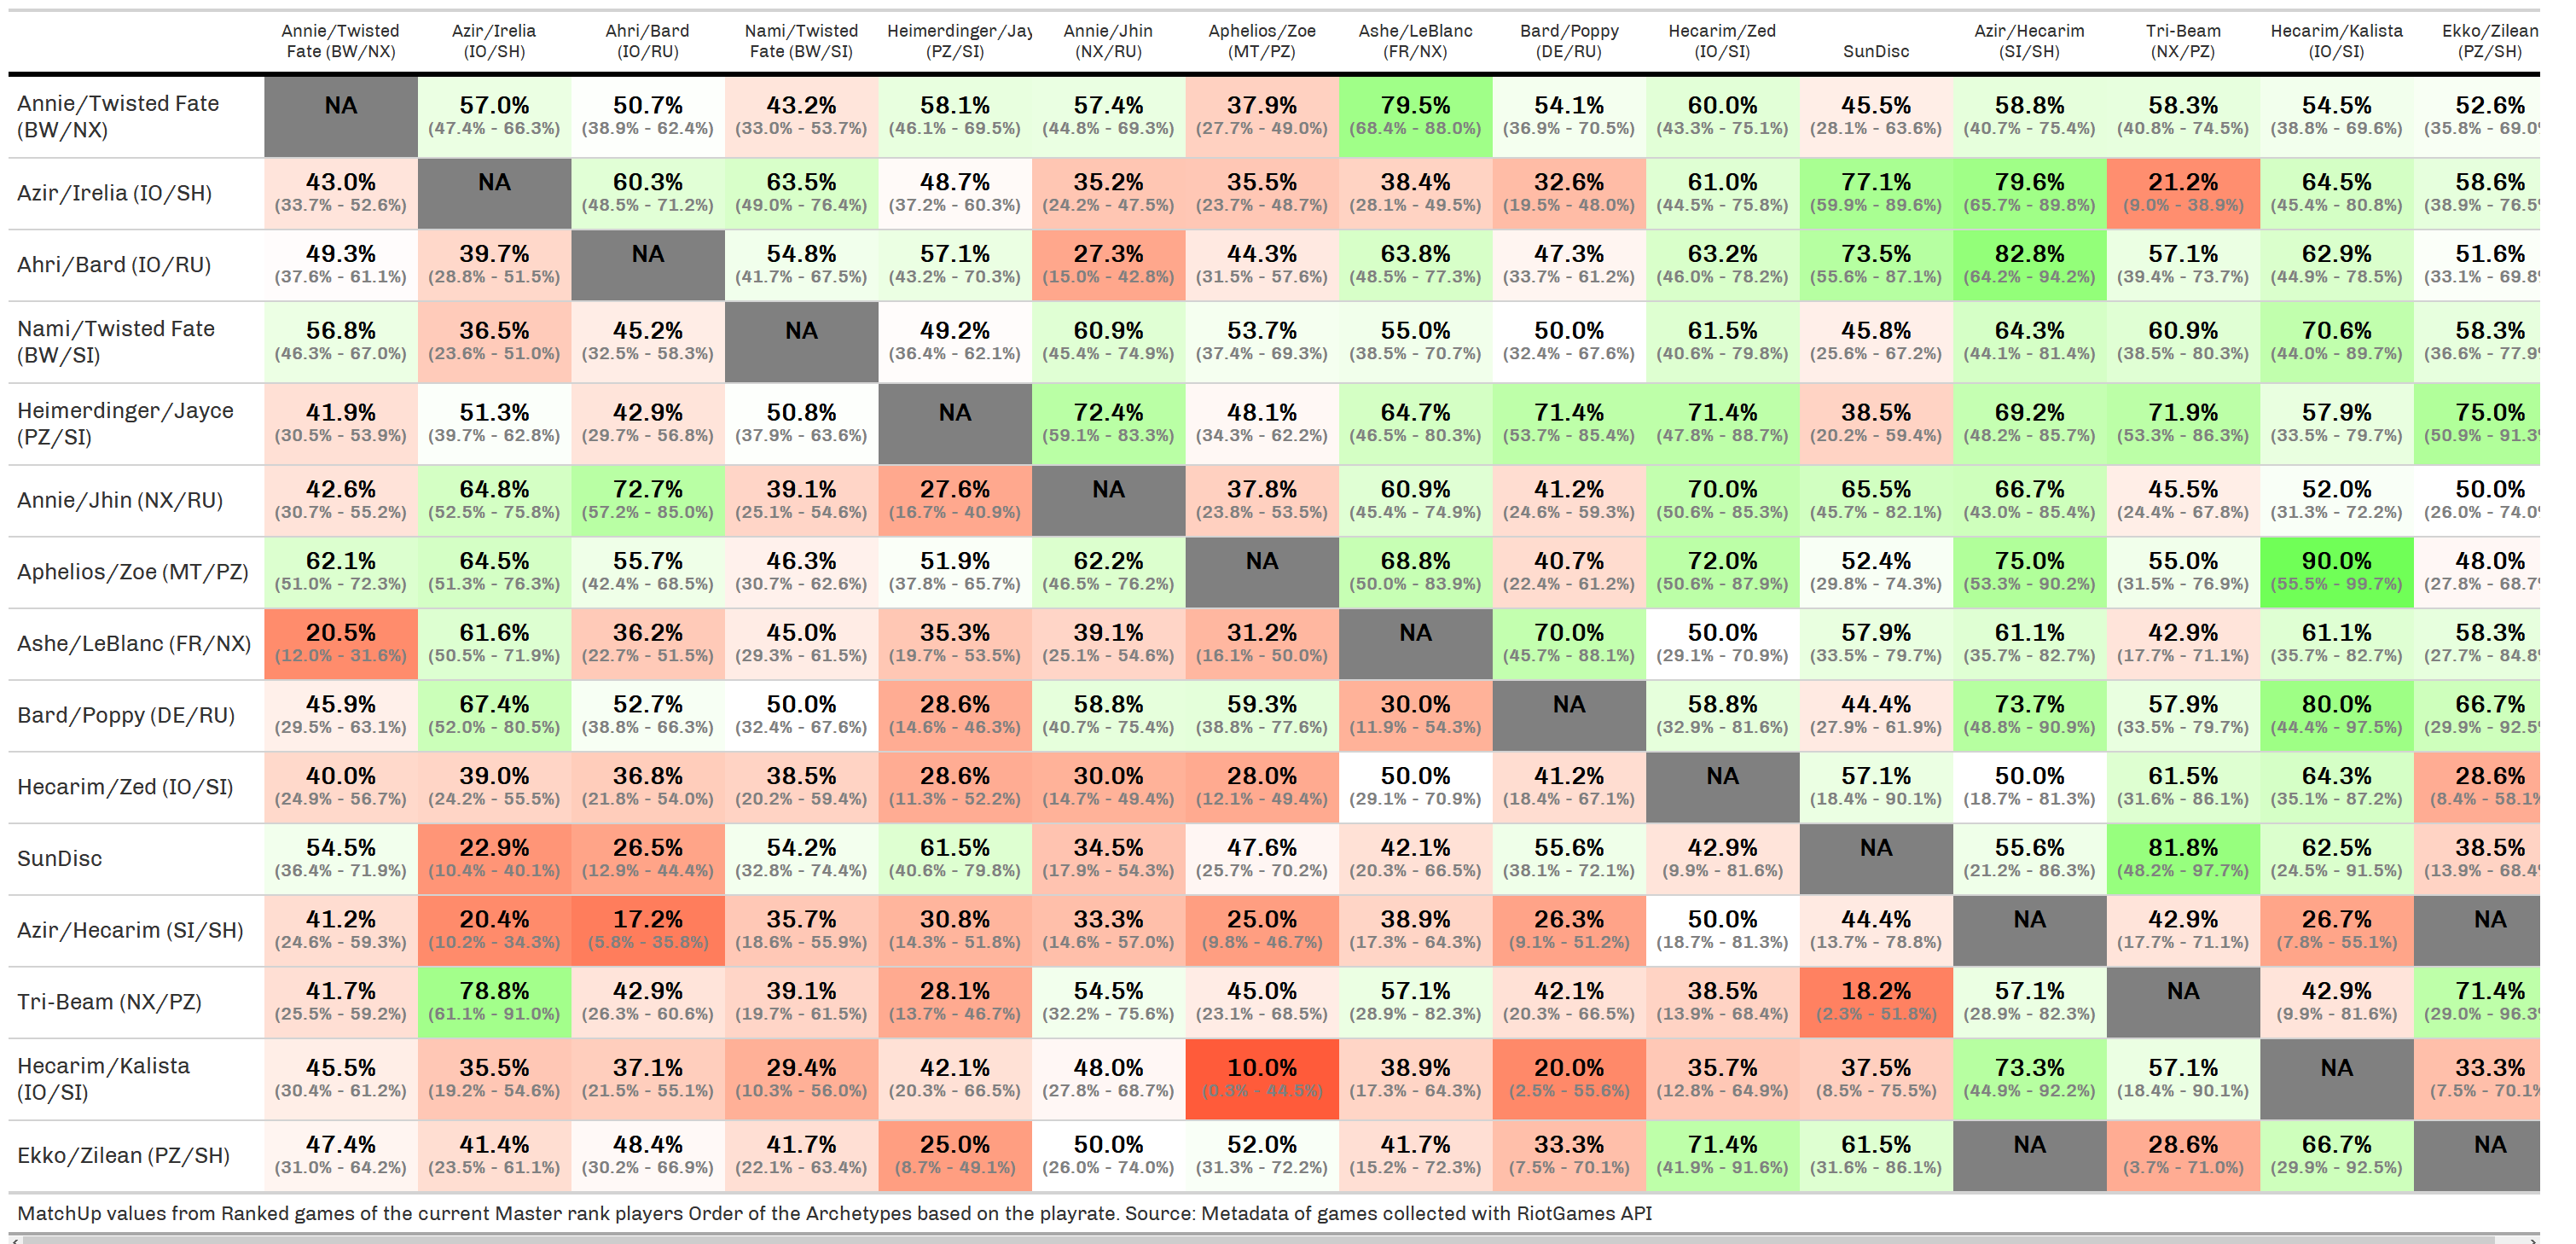 Annie/Twisted Fate (BW/NX) Azir/Irelia (IO/SH) Ahri/Bard (IO/RU) Nami/Twisted Fate (BW/SI) Heimerdinger/Jay (PZ/SI) Annie/Jhin (NX/RU) Aphelios/Zoe (MT/PZ) Ashe/LeBlanc (FR/NX) Bard/Poppy (DE/RU) Hecarim/Zed (IO/SI) SunDisc Azir/Hecarim (SI/SH) Tri-Beam (NX/PZ) Hecarim/Kalista (IO/SI) Ekko/Zilean (PZ/SH)
Annie/Twisted Fate (BW/NX) NA 57.0% 50.7% 43.2% 58.1% 57.4% 37.9% 79.5% 54.1% 60.0% 45.5% 58.8% 58.3% 54.5% 52.6%
(47.4% - 66.3%) (38.9% - 62.4%) (33.0% - 53.7%) (46.1% - 69.5%) (44.8% - 69.3%) (27.7% - 49.0%) (68.4% - 88.0%) (36.9% - 70.5%) (43.3% - 75.1%) (28.1% - 63.6%) (40.7% - 75.4%) (40.8% - 74.5%) (38.8% - 69.6%) (35.8% - 69.0%
Azir/Irelia (IO/SH) 43.0% NA 60.3% 63.5% 48.7% 35.2% 35.5% 38.4% 32.6% 61.0% 77.1% 79.6% 21.2% 64.5% 58.6%
(33.7% - 52.6%) (48.5% - 71.2%) (49.0% - 76.4%) (37.2% - 60.3%) (24.2% - 47.5%) (23.7% - 48.7%) (28.1% - 49.5%) (19.5% - 48.0%) (44.5% - 75.8%) (59.9% - 89.6%) (65.7% - 89.8%) (9.0% - 38.9%) (45.4% - 80.8%) (38.9% - 76.5%
Ahri/Bard (IO/RU) 49.3% 39.7% NA 54.8% 57.1% 27.3% 44.3% 63.8% 47.3% 63.2% 73.5% 82.8% 57.1% 62.9% 51.6%
(37.6% - 61.1%) (28.8% - 51.5%) (41.7% - 67.5%) (43.2% - 70.3%) (15.0% - 42.8%) (31.5% - 57.6%) (48.5% - 77.3%) (33.7% - 61.2%) (46.0% - 78.2%) (55.6% - 87.1%) (64.2% - 94.2%) (39.4% - 73.7%) (44.9% - 78.5%) (33.1% - 69.8%
Nami/Twisted Fate (BW/SI) 56.8% 36.5% 45.2% NA 49.2% 60.9% 53.7% 55.0% 50.0% 61.5% 45.8% 64.3% 60.9% 70.6% 58.3%
(46.3% - 67.0%) (23.6% - 51.0%) (32.5% - 58.3%) (36.4% - 62.1%) (45.4% - 74.9%) (37.4% - 69.3%) (38.5% - 70.7%) (32.4% - 67.6%) (40.6% - 79.8%) (25.6% - 67.2%) (44.1% - 81.4%) (38.5% - 80.3%) (44.0% - 89.7%) (36.6% - 77.9%
Heimerdinger/Jayce (PZ/SI) 41.9% 51.3% 42.9% 50.8% NA 72.4% 48.1% 64.7% 71.4% 71.4% 38.5% 69.2% 71.9% 57.9% 75.0%
(30.5% - 53.9%) (39.7% - 62.8%) (29.7% - 56.8%) (37.9% - 63.6%) (59.1% - 83.3%) (34.3% - 62.2%) (46.5% - 80.3%) (53.7% - 85.4%) (47.8% - 88.7%) (20.2% - 59.4%) (48.2% - 85.7%) (53.3% - 86.3%) (33.5% - 79.7%) (50.9% - 91.3%
Annie/Jhin (NX/RU) 42.6% 64.8% 72.7% 39.1% 27.6% NA 37.8% 60.9% 41.2% 70.0% 65.5% 66.7% 45.5% 52.0% 50.0%
(30.7% - 55.2%) (52.5% - 75.8%) (57.2% - 85.0%) (25.1% - 54.6%) (16.7% - 40.9%) (23.8% - 53.5%) (45.4% - 74.9%) (24.6% - 59.3%) (50.6% - 85.3%) (45.7% - 82.1%) (43.0% - 85.4%) (24.4% - 67.8%) (31.3% - 72.2%) (26.0% - 74.0%
Aphelios/Zoe (MT/PZ) 62.1% 64.5% 55.7% 46.3% 51.9% 62.2% NA 68.8% 40.7% 72.0% 52.4% 75.0% 55.0% 90.0% 48.0%
(51.0% - 72.3%) (51.3% - 76.3%) (42.4% - 68.5%) (30.7% - 62.6%) (37.8% - 65.7%) (46.5% - 76.2%) (50.0% - 83.9%) (22.4% - 61.2%) (50.6% - 87.9%) (29.8% - 74.3%) (53.3% - 90.2%) (31.5% - 76.9%) (55.5% - 99.7%) (27.8% - 68.7%
Ashe/LeBlanc (FR/NX) 20.5% 61.6% 36.2% 45.0% 35.3% 39.1% 31.2% NA 70.0% 50.0% 57.9% 61.1% 42.9% 61.1% 58.3%
(12.0% - 31.6%) (50.5% - 71.9%) (22.7% - 51.5%) (29.3% - 61.5%) (19.7% - 53.5%) (25.1% - 54.6%) (16.1% - 50.0%) (45.7% - 88.1%) (29.1% - 70.9%) (33.5% - 79.7%) (35.7% - 82.7%) (17.7% - 71.1%) (35.7% - 82.7%) (27.7% - 84.8%
Bard/Poppy (DE/RU) 45.9% 67.4% 52.7% 50.0% 28.6% 58.8% 59.3% 30.0% NA 58.8% 44.4% 73.7% 57.9% 80.0% 66.7%
(29.5% - 63.1%) (52.0% - 80.5%) (38.8% - 66.3%) (32.4% - 67.6%) (14.6% - 46.3%) (40.7% - 75.4%) (38.8% - 77.6%) (11.9% - 54.3%) (32.9% - 81.6%) (27.9% - 61.9%) (48.8% - 90.9%) (33.5% - 79.7%) (44.4% - 97.5%) (29.9% - 92.5%
Hecarim/Zed (IO/SI) 40.0% 39.0% 36.8% 38.5% 28.6% 30.0% 28.0% 50.0% 41.2% NA 57.1% 50.0% 61.5% 64.3% 28.6%
(24.9% - 56.7%) (24.2% - 55.5%) (21.8% - 54.0%) (20.2% - 59.4%) (11.3% - 52.2%) (14.7% - 49.4%) (12.1% - 49.4%) (29.1% - 70.9%) (18.4% - 67.1%) (18.4% - 90.1%) (18.7% - 81.3%) (31.6% - 86.1%) (35.1% - 87.2%) (8.4% - 58.1%
SunDisc 54.5% 22.9% 26.5% 54.2% 61.5% 34.5% 47.6% 42.1% 55.6% 42.9% NA 55.6% 81.8% 62.5% 38.5%
(36.4% - 71.9%) (10.4% - 40.1%) (12.9% - 44.4%) (32.8% - 74.4%) (40.6% - 79.8%) (17.9% - 54.3%) (25.7% - 70.2%) (20.3% - 66.5%) (38.1% - 72.1%) (9.9% - 81.6%) (21.2% - 86.3%) (48.2% - 97.7%) (24.5% - 91.5%) (13.9% - 68.4%
Azir/Hecarim (SI/SH) 41.2% 20.4% 17.2% 35.7% 30.8% 33.3% 25.0% 38.9% 26.3% 50.0% 44.4% NA 42.9% 26.7% NA
(24.6% - 59.3%) (10.2% - 34.3%) (5.8% - 35.8%) (18.6% - 55.9%) (14.3% - 51.8%) (14.6% - 57.0%) (9.8% - 46.7%) (17.3% - 64.3%) (9.1% - 51.2%) (18.7% - 81.3%) (13.7% - 78.8%) (17.7% - 71.1%) (7.8% - 55.1%)
Tri-Beam (NX/PZ) 41.7% 78.8% 42.9% 39.1% 28.1% 54.5% 45.0% 57.1% 42.1% 38.5% 18.2% 57.1% NA 42.9% 71.4%
(25.5% - 59.2%) (61.1% - 91.0%) (26.3% - 60.6%) (19.7% - 61.5%) (13.7% - 46.7%) (32.2% - 75.6%) (23.1% - 68.5%) (28.9% - 82.3%) (20.3% - 66.5%) (13.9% - 68.4%) (2.3% - 51.8%) (28.9% - 82.3%) (9.9% - 81.6%) (29.0% - 96.3%
Hecarim/Kalista (IO/SI) 45.5% 35.5% 37.1% 29.4% 42.1% 48.0% 10.0% 38.9% 20.0% 35.7% 37.5% 73.3% 57.1% NA 33.3%
(30.4% - 61.2%) (19.2% - 54.6%) (21.5% - 55.1%) (10.3% - 56.0%) (20.3% - 66.5%) (27.8% - 68.7%) (0.3% - 44.5%) (17.3% - 64.3%) (2.5% - 55.6%) (12.8% - 64.9%) (8.5% - 75.5%) (44.9% - 92.2%) (18.4% - 90.1%) (7.5% - 70.1%
Ekko/Zilean (PZ/SH) 47.4% 41.4% 48.4% 41.7% 25.0% 50.0% 52.0% 41.7% 33.3% 71.4% 61.5% NA 28.6% 66.7% NA
(31.0% - 64.2%) (23.5% - 61.1%) (30.2% - 66.9%) (22.1% - 63.4%) (8.7% - 49.1%) (26.0% - 74.0%) (31.3% - 72.2%) (15.2% - 72.3%) (7.5% - 70.1%) (41.9% - 91.6%) (31.6% - 86.1%) (3.7% - 71.0%) (29.9% - 92.5%)
MatchUp values from Ranked games of the current Master rank players Order of the Archetypes based on the playrate. Source: Metadata of games collected with RiotGames API